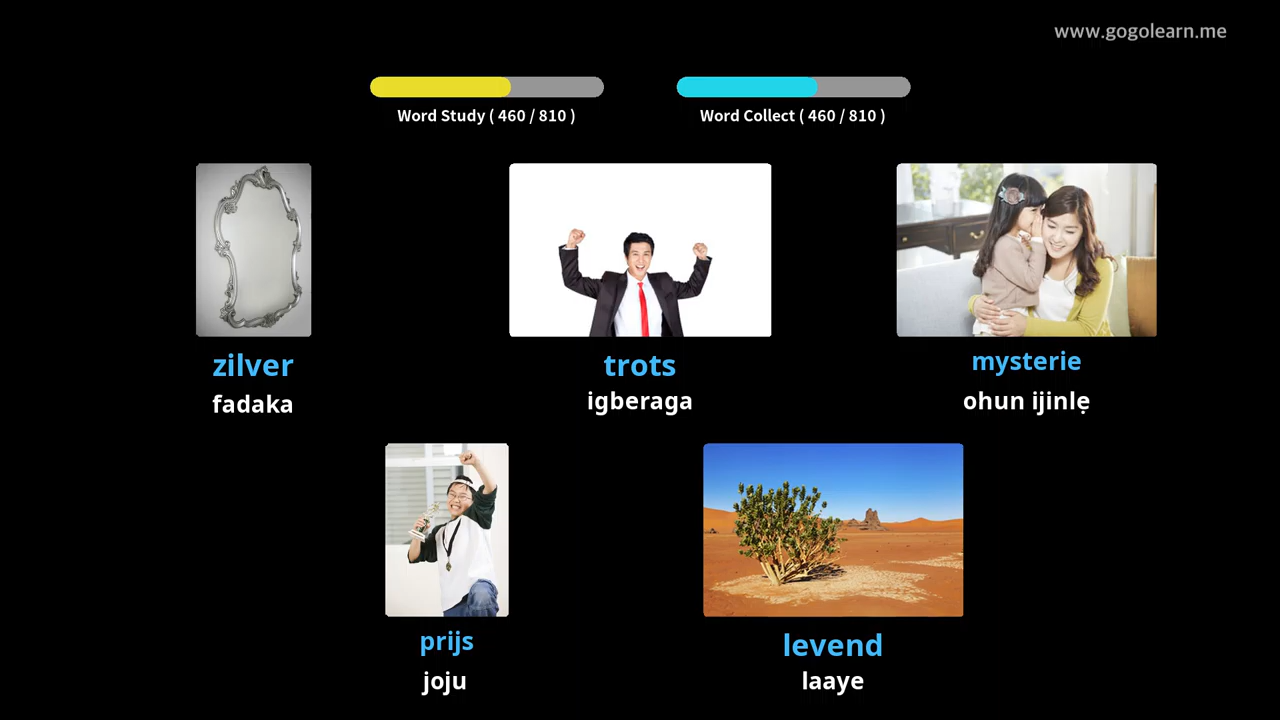 www.gogolearn.me
Word Study ( 460 / 810 )
Word Collect ( 460 / 810 )
zilver
fadaka
trots
igberaga
mysterie
ohun ijinlẹ
prijs
joju
levend
laaye